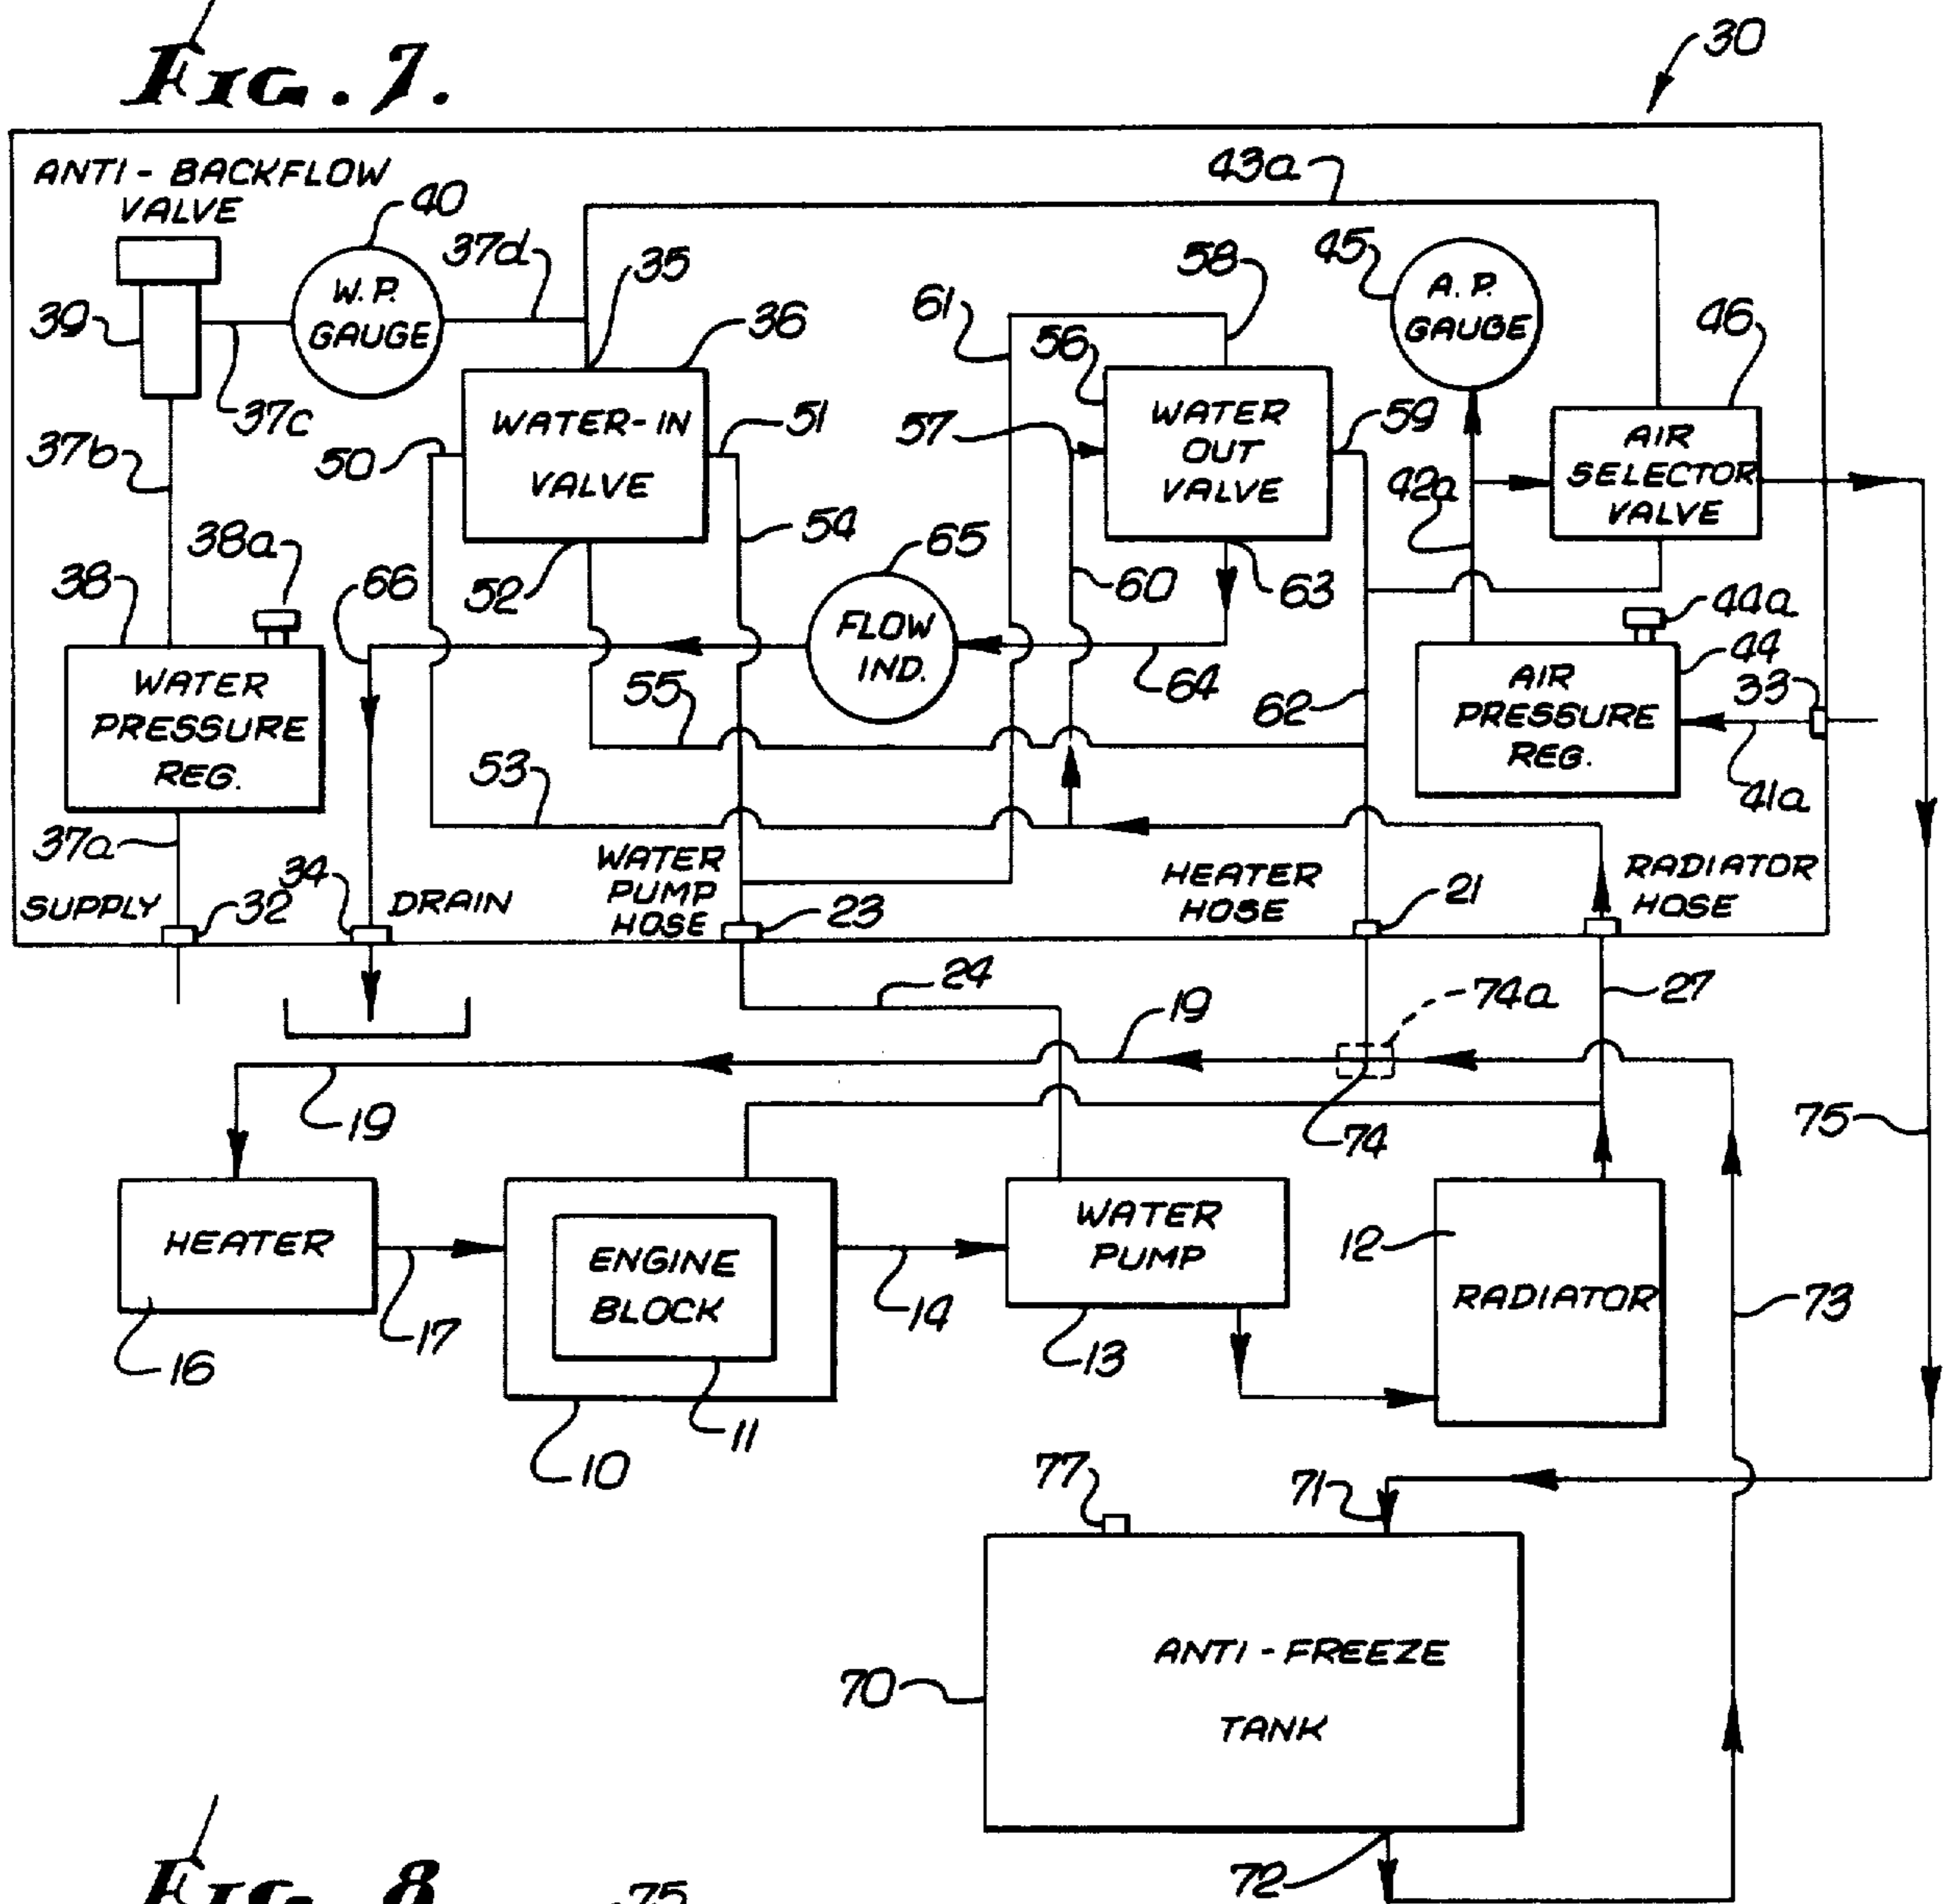 FIG. 7.
30
ANTI-BACKFLOW
VALVE
40
37d
35
36
43a
58
45
46
39
W.P.
GAUGE
37c
37b
WATER-IN
VALVE
50
51
52
54
61
56
57
WATER
OUT
VALVE
59
60
63
A.P.
GAUGE
42a
AIR
SELECTOR
VALVE
38
38a
66
65
FLOW
IND.
64
62
44a
44
33
41a
WATER
PRESSURE
REG.
55
53
AIR
PRESSURE
REG.
37a
SUPPLY
32
34
DRAIN
WATER
PUMP
HOSE
23
HEATER
HOSE
21
RADIATOR
HOSE
24
19
74a
27
19
74
75
HEATER
16
17
ENGINE
BLOCK
11
10
14
WATER
PUMP
13
12
RADIATOR
73
77
71
70
ANTI-FREEZE
TANK
72
FIG. 8
75